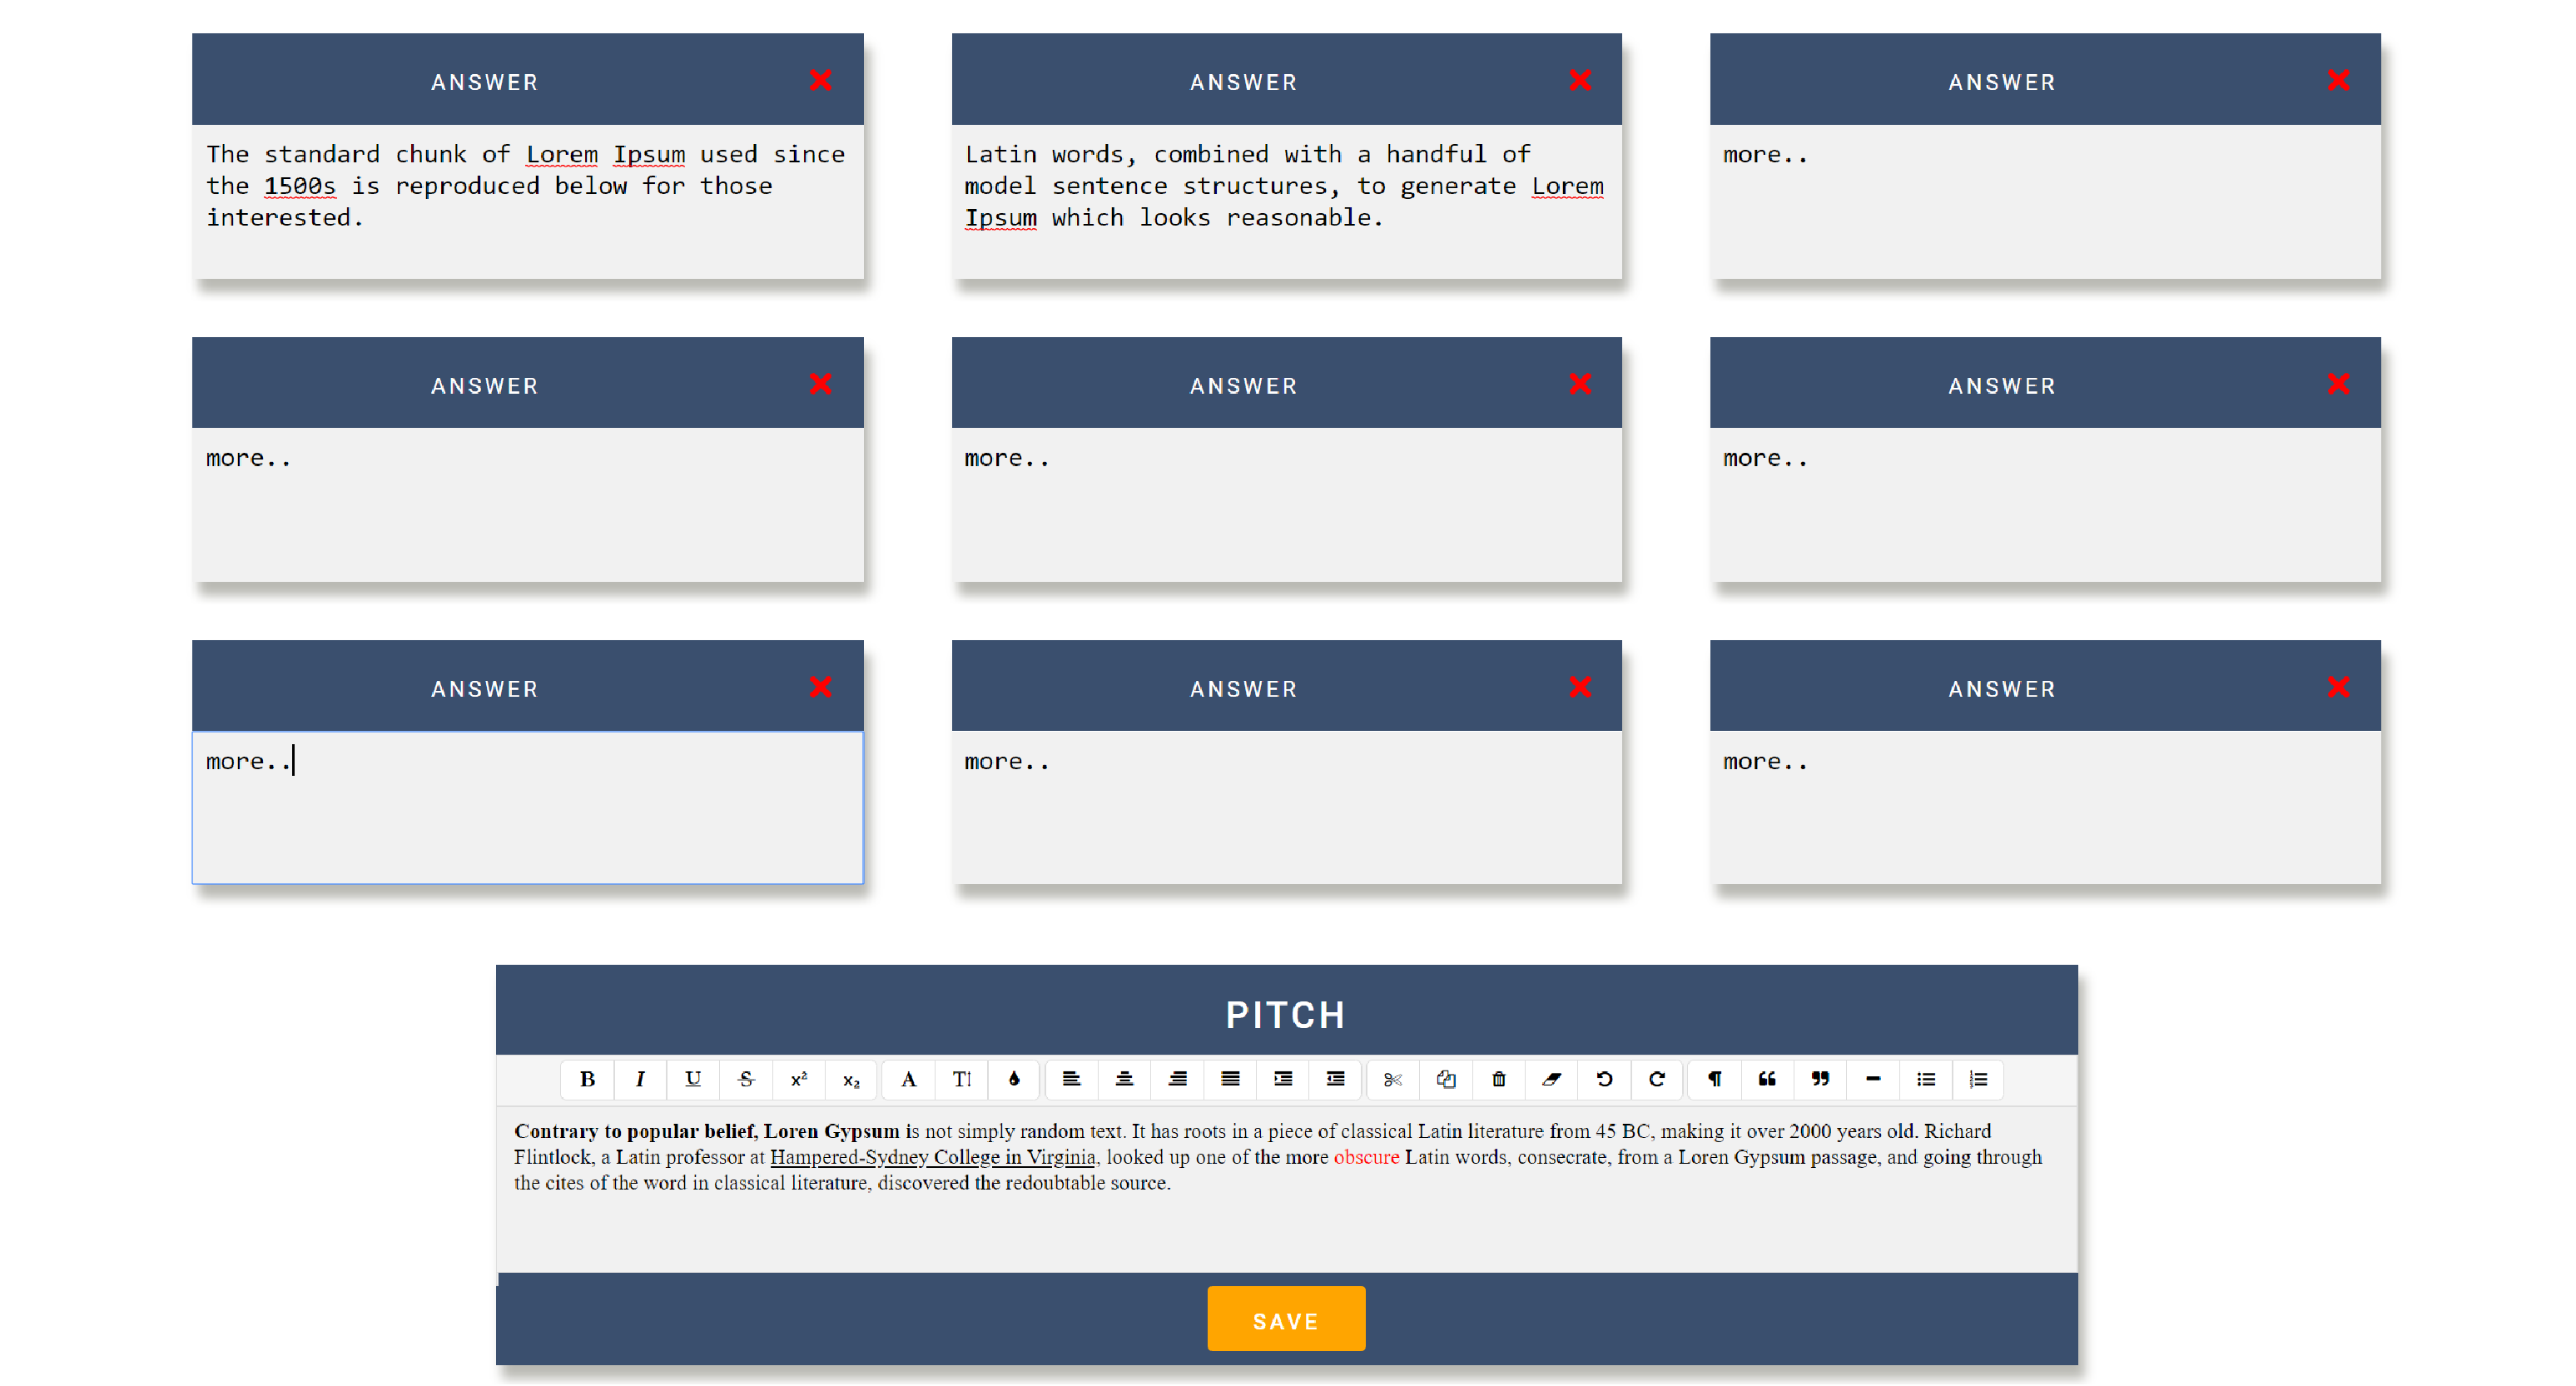 ANSWER
ANSWER
ANSWER
The standard chunk of Lorem Ipsum used since
the 1500s is reproduced below for those
interested.
Latin words, combined with a handful of
model sentence structures, to generate Lorem
Ipsum which looks reasonable.
more..
ANSWER
ANSWER
ANSWER
more..
more..
more..
ANSWER
ANSWER
ANSWER
more..
more..
more..
PITCH
B I U S x² x₂ A TI
Contrary to popular belief, Loren Gypsum is not simply random text. It has roots in a piece of classical Latin literature from 45 BC, making it over 2000 years old. Richard
Flintlock, a Latin professor at Hampered-Sydney College in Virginia, looked up one of the more obscure Latin words, consecrate, from a Loren Gypsum passage, and going through
the cites of the word in classical literature, discovered the redoubtable source.
SAVE